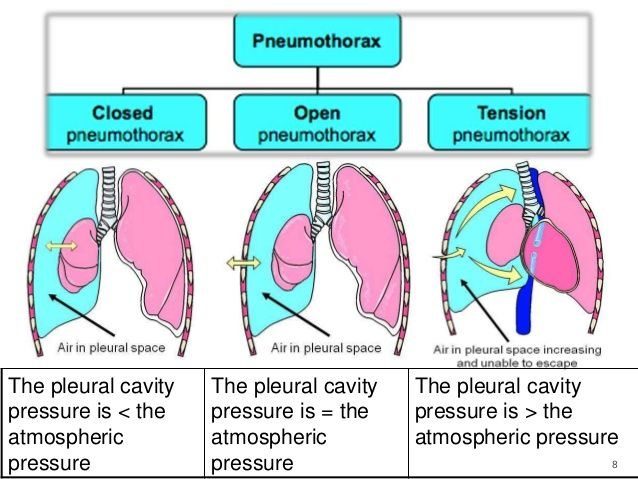 Pneumothorax
Closed
pneumothorax
Open
pneumothorax
Tension
pneumothorax
Air in pleural space
Air in pleural space
Air in pleural space increasing
and unable to escape
The pleural cavity
pressure is < the
atmospheric
pressure
The pleural cavity
pressure is = the
atmospheric
pressure
The pleural cavity
pressure is > the
atmospheric pressure
8